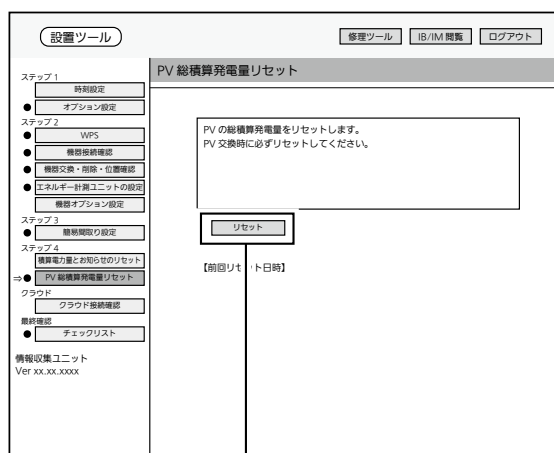 設置ツール
修理ツール
IB/IM 閲覧
ログアウト
PV 総積算発電量リセット
ステップ 1
時刻設定
● オプション設定
ステップ 2
● WPS
● 機器接続確認
● 機器交換・削除・位置確認
● エネルギー計測ユニットの設定
機器オプション設定
ステップ 3
● 簡易間取り設定
ステップ 4
積算電力量とお知らせのリセット
⇒● PV 総積算発電量リセット
クラウド
クラウド接続確認
最終確認
● チェックリスト
情報収集ユニット
Ver xx.xx.xxxx
PV の総積算発電量をリセットします。
PV 交換時に必ずリセットしてください。
リセット
【前回リセット日時】